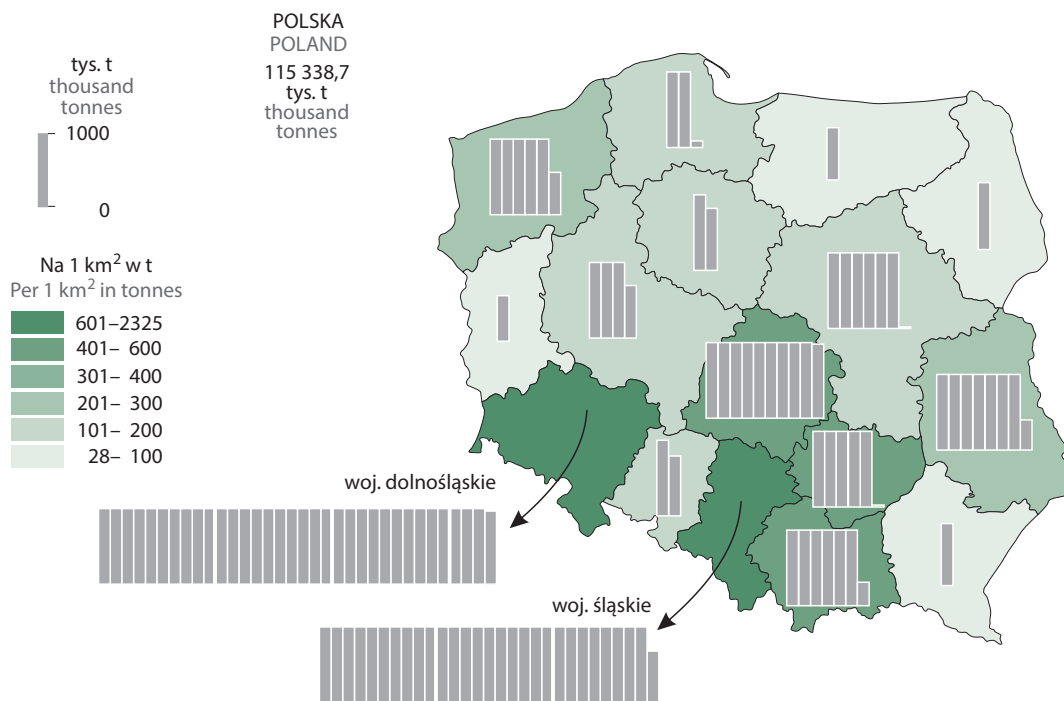 POLSKA
POLAND
115 338,7
tys. t
thousand
tonnes
tys. t
thousand
tonnes
1000
0
Na 1 km² w t
Per 1 km² in tonnes
601–2325
401– 600
301– 400
201– 300
101– 200
28– 100
woj. dolnośląskie
woj. śląskie